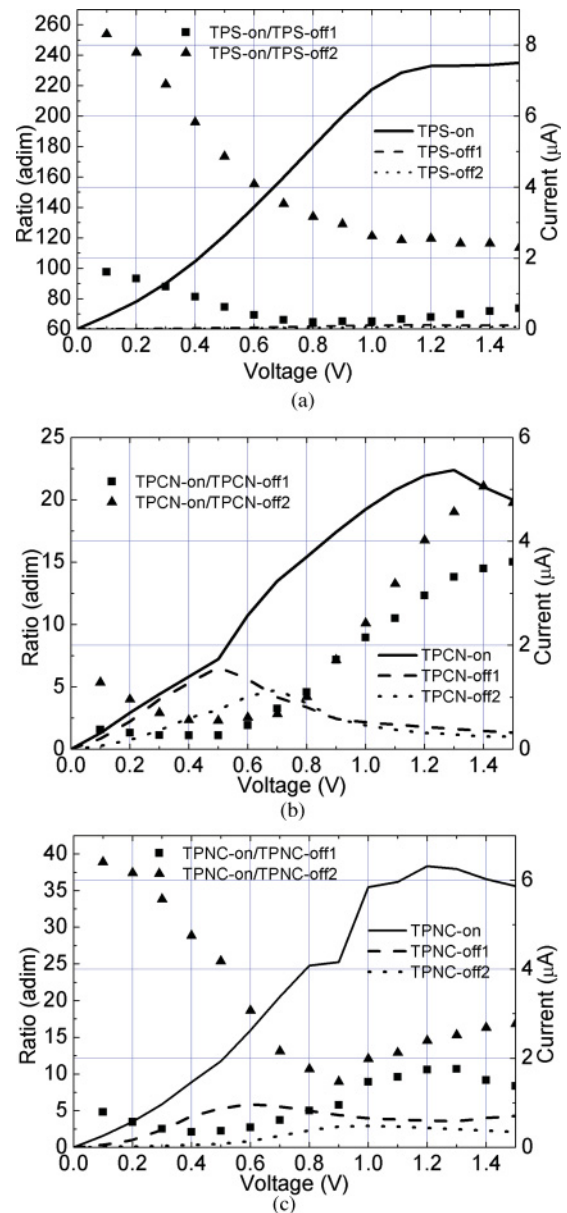 260
240
220
200
180
160
140
120
100
80
60
Ratio (adim)
TPS-on/TPS-off1
TPS-on/TPS-off2
TPS-on
TPS-off1
TPS-off2
8
6
4
2
0
Current (μA)
0.0 0.2 0.4 0.6 0.8 1.0 1.2 1.4
Voltage (V)
(a)
25
20
15
10
5
0
Ratio (adim)
TPCN-on/TPCN-off1
TPCN-on/TPCN-off2
TPCN-on
TPCN-off1
TPCN-off2
6
4
2
0
Current (μA)
0.0 0.2 0.4 0.6 0.8 1.0 1.2 1.4
Voltage (V)
(b)
40
35
30
25
20
15
10
5
0
Ratio (adim)
TPNC-on/TPNC-off1
TPNC-on/TPNC-off2
TPNC-on
TPNC-off1
TPNC-off2
6
4
2
0
Current (μA)
0.0 0.2 0.4 0.6 0.8 1.0 1.2 1.4
Voltage (V)
(c)